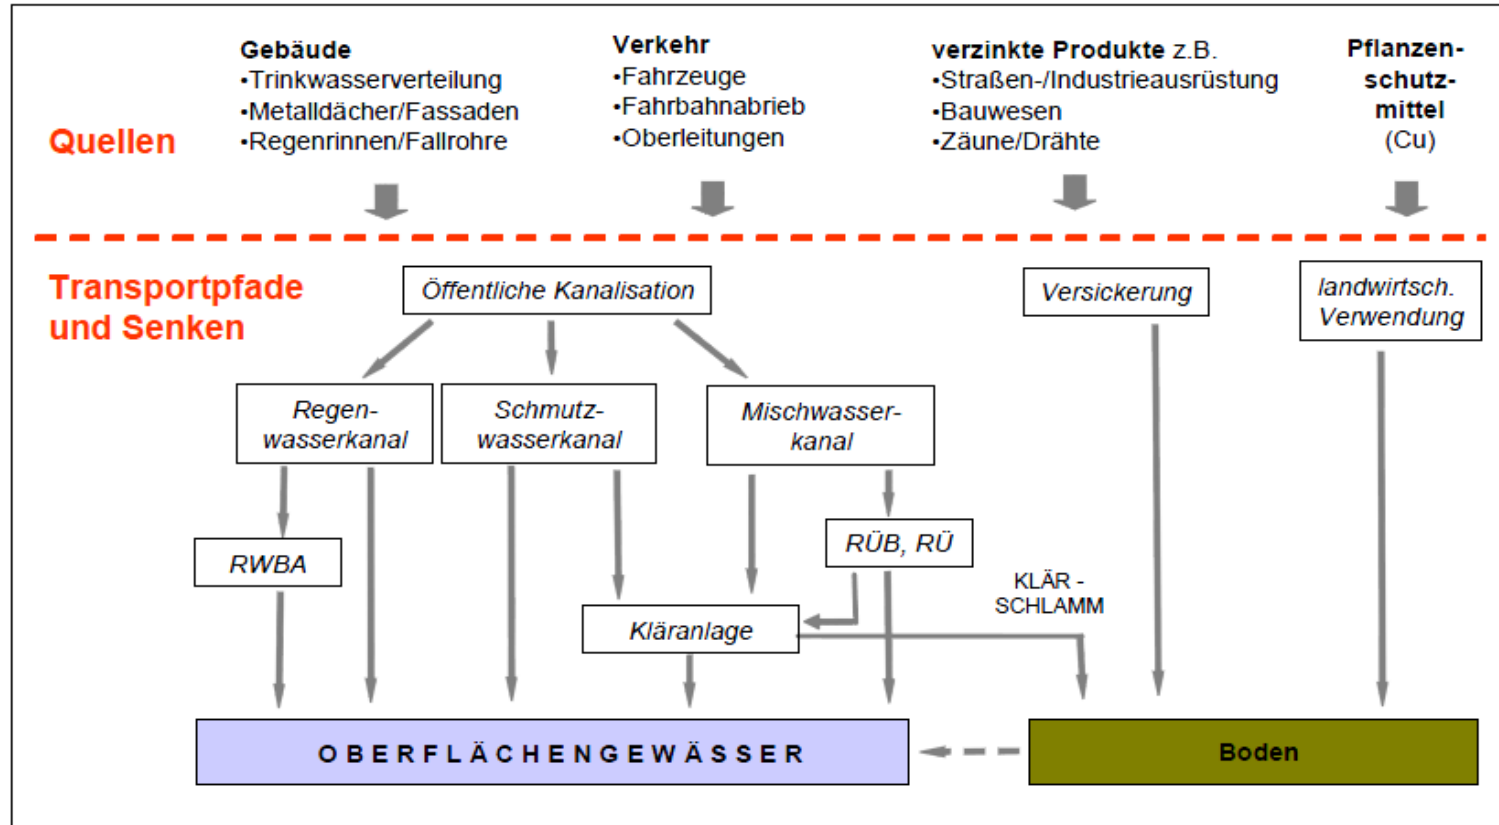 Quellen
Gebäude
•Trinkwasserverteilung
•Metalldächer/Fassaden
•Regenrinnen/Fallrohre
Verkehr
•Fahrzeuge
•Fahrbahnabrieb
•Oberleitungen
verzinkte Produkte z.B.
•Straßen-/Industrieausrüstung
•Bauwesen
•Zäune/Drähte
Pflanzen-
schutz-
mittel
(Cu)
Transportpfade
und Senken
Öffentliche Kanalisation
Versickerung
landwirtsch.
Verwendung
Regen-
wasserkanal
Schmutz-
wasserkanal
Mischwasser-
kanal
RWBA
RÜB, RÜ
Kläranlage
KLÄR -
SCHLAMM
OBERFLÄCHENGEWÄSSER
Boden